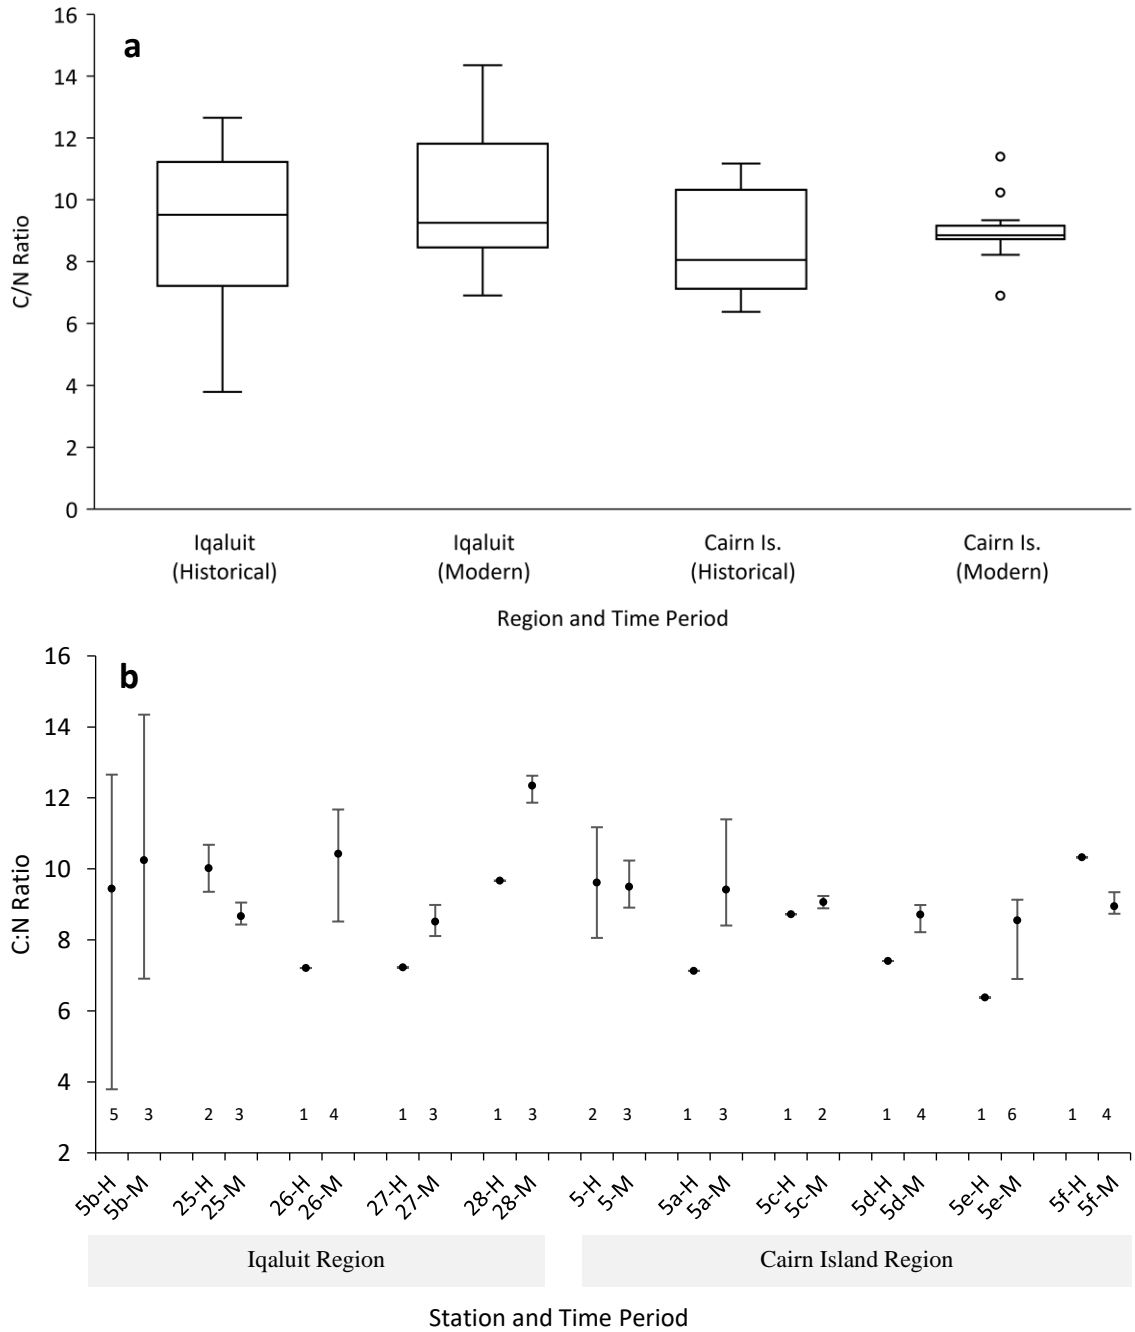 16
a
14
12
10
8
6
4
2
0
C/N Ratio
Iqaluit Iqaluit Cairn Is. Cairn Is.
(Historical) (Modern) (Historical) (Modern)
Region and Time Period
16
b
14
12
10
8
6
4
2
C:N Ratio
5 3 2 3 1 4 1 3 1 3 2 3 1 3 1 2 1 4 1 6 1 4
5b-H 5b-M 25-H 25-M 26-H 26-M 27-H 27-M 28-H 28-M 5-H 5-M 5a-H 5a-M 5c-H 5c-M 5d-H 5d-M 5e-H 5e-M 5f-H 5f-M
Iqaluit Region Cairn Island Region
Station and Time Period